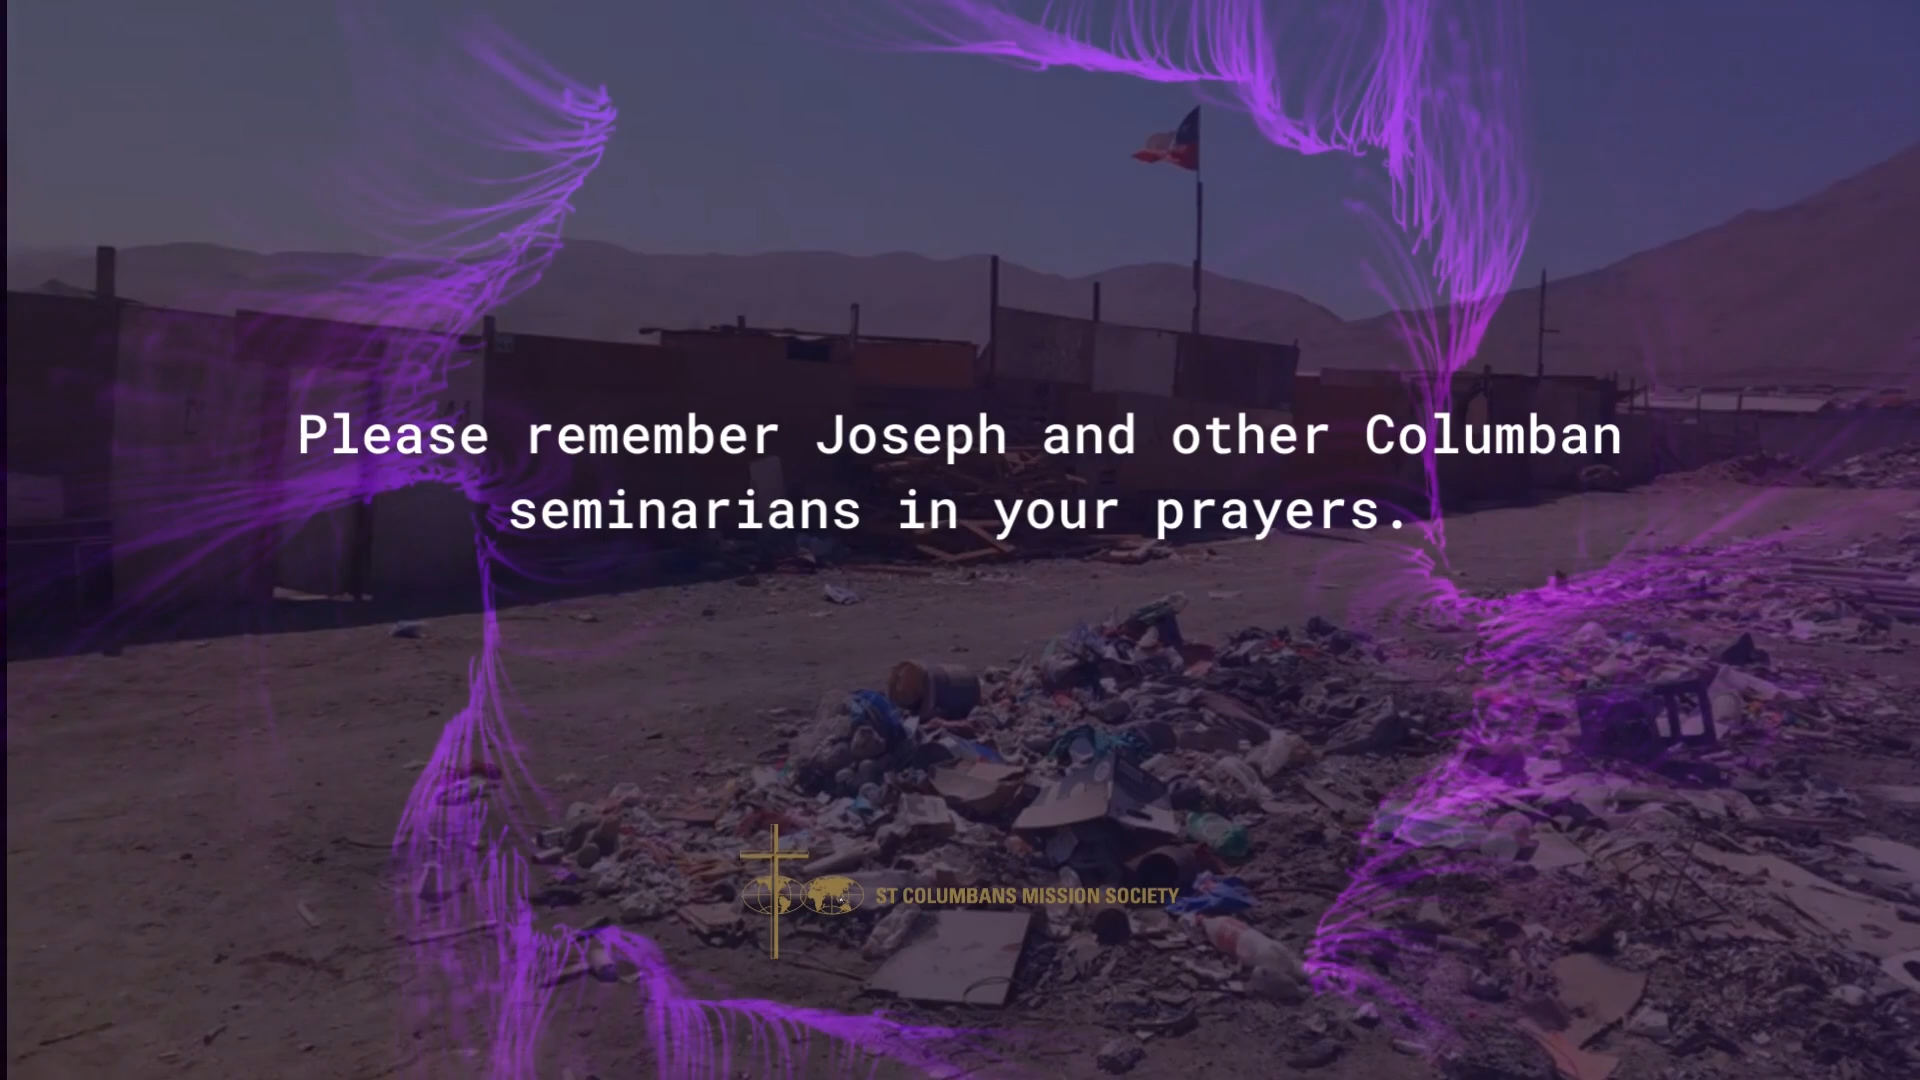 Please remember Joseph and other Columban
seminarians in your prayers.
ST COLUMBANS MISSION SOCIETY